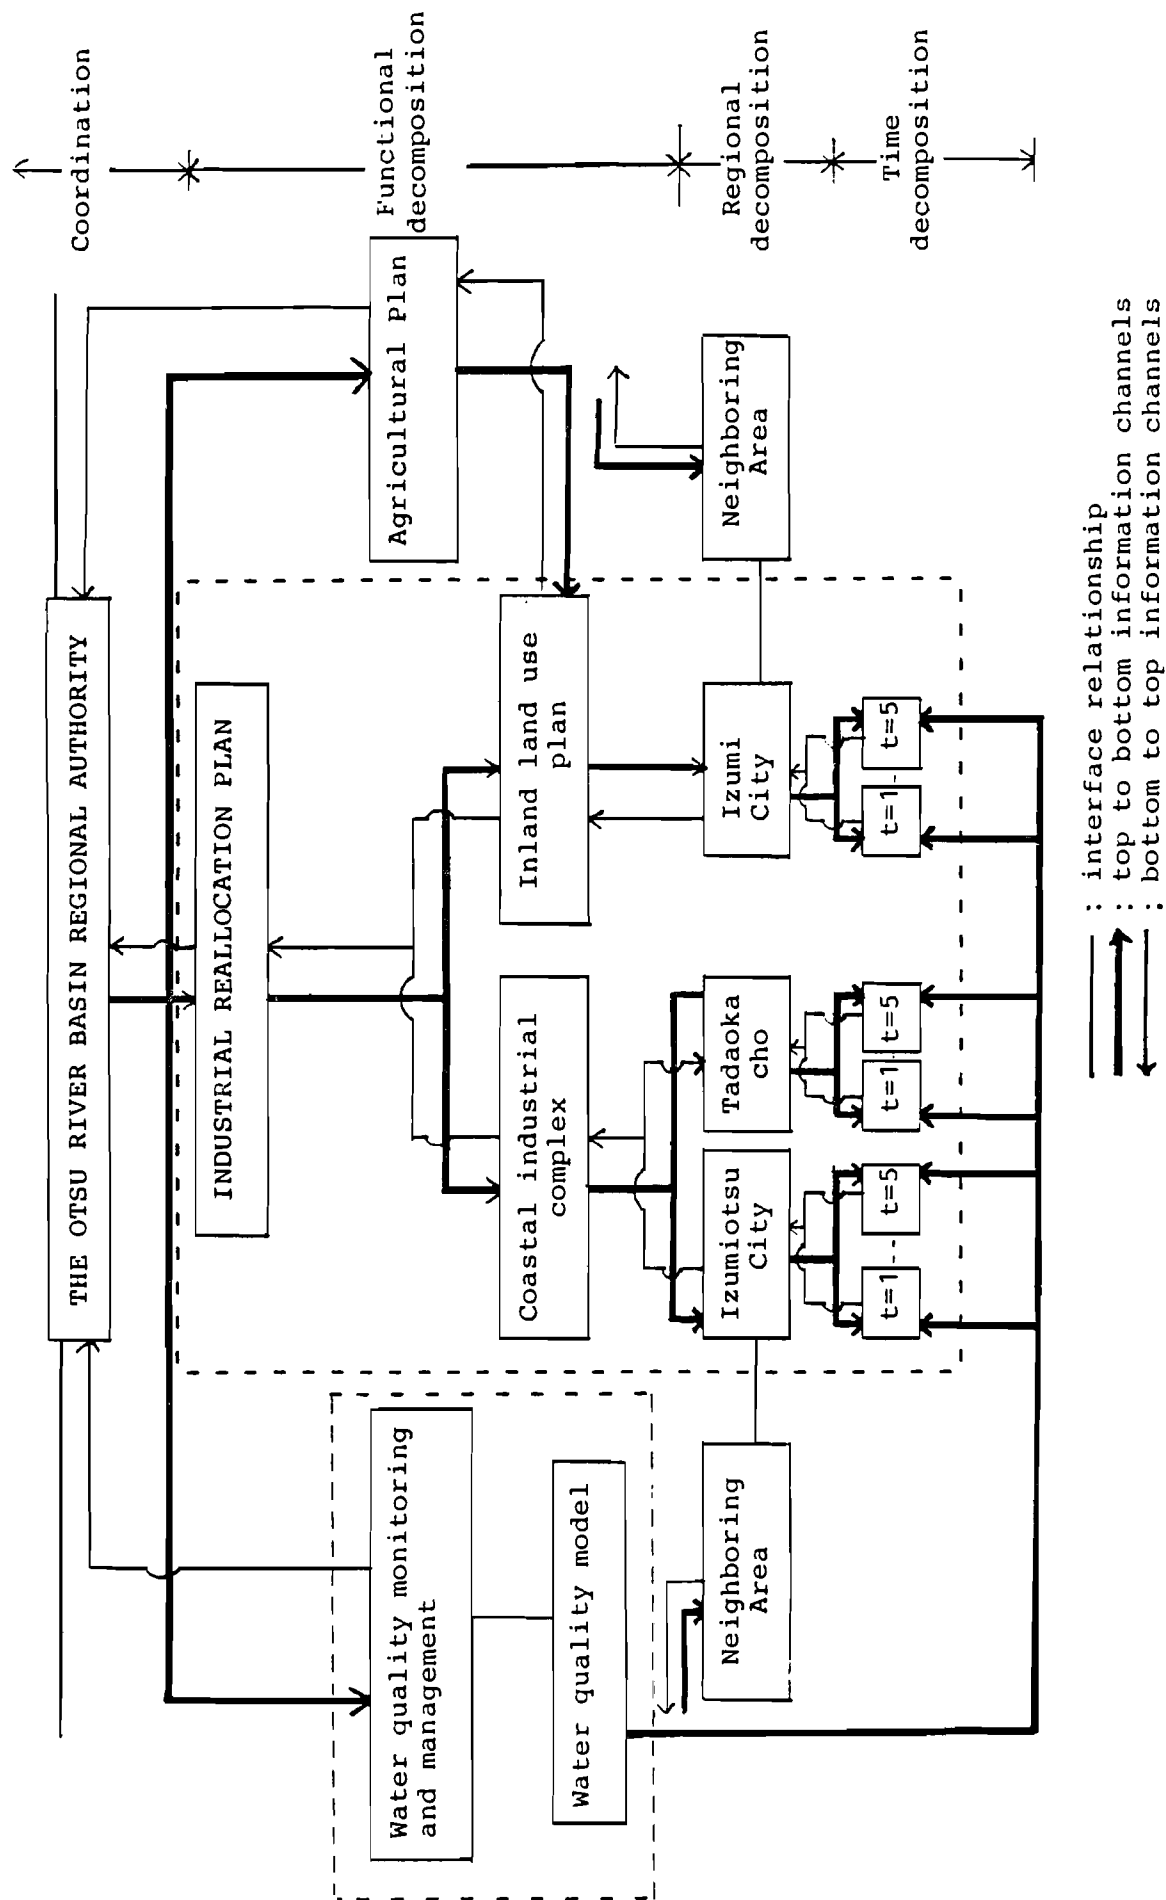 THE OTSU RIVER BASIN REGIONAL AUTHORITY
Coordination
INDUSTRIAL REALLOCATION PLAN
Water quality monitoring
and management
Agricultural Plan
Functional
decomposition
Water quality model
Coastal industrial
complex
Inland land use
plan
Neighboring
Area
Izumiotsu
City
Tadaoka
cho
Izumi
City
Neighboring
Area
Regional
decomposition
t=1
t=5
t=1
t=5
t=1
t=5
Time
decomposition
: interface relationship
: top to bottom information channels
: bottom to top information channels